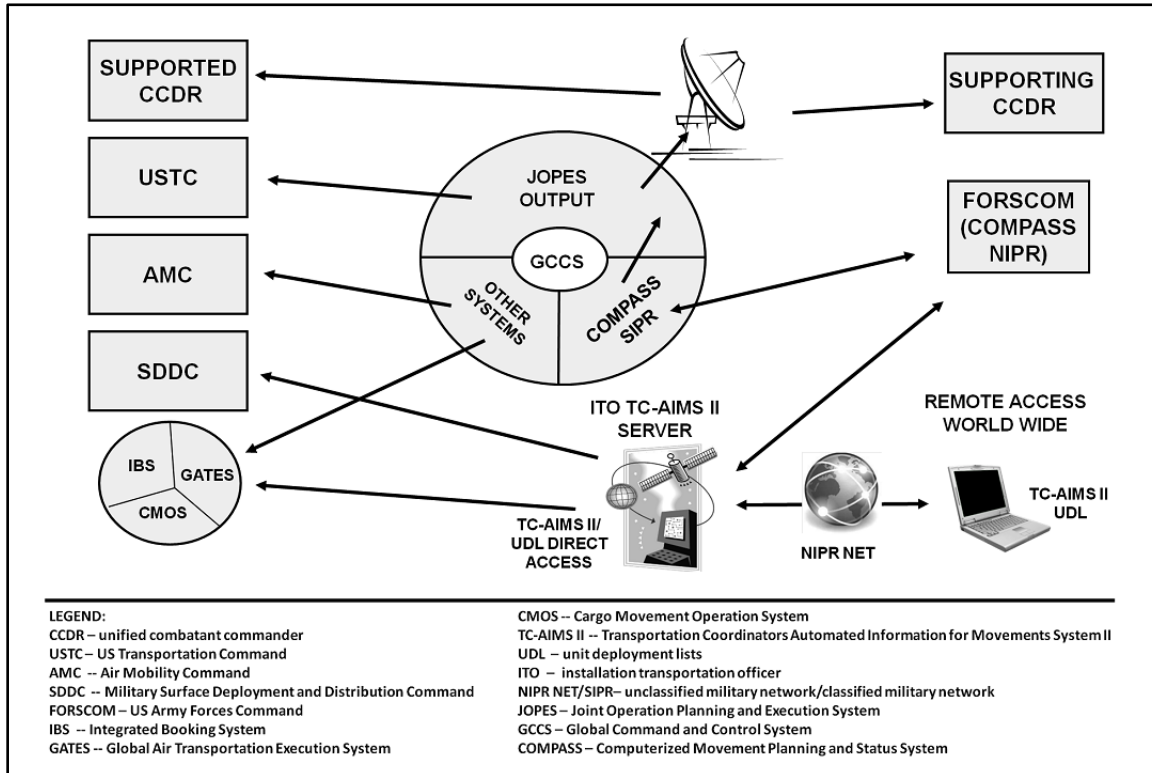 SUPPORTED
CCDR
USTC
AMC
SDDC
IBS
GATES
CMOS
JOPES
OUTPUT
GCCS
OTHER
SYSTEMS
COMPASS
SIPR
SUPPORTING
CCDR
FORSCOM
(COMPASS
NIPR)
ITO TC-AIMS II
SERVER
TC-AIMS II/
UDL DIRECT
ACCESS
REMOTE ACCESS
WORLD WIDE
NIPR NET
TC-AIMS II
UDL
LEGEND:
CCDR – unified combatant commander
USTC – US Transportation Command
AMC -- Air Mobility Command
SDDC -- Military Surface Deployment and Distribution Command
FORSCOM – US Army Forces Command
IBS -- Integrated Booking System
GATES -- Global Air Transportation Execution System
CMOS -- Cargo Movement Operation System
TC-AIMS II -- Transportation Coordinators Automated Information for Movements System II
UDL – unit deployment lists
ITO – installation transportation officer
NIPR NET/SIPR– unclassified military network/classified military network
JOPES – Joint Operation Planning and Execution System
GCCS – Global Command and Control System
COMPASS – Computerized Movement Planning and Status System